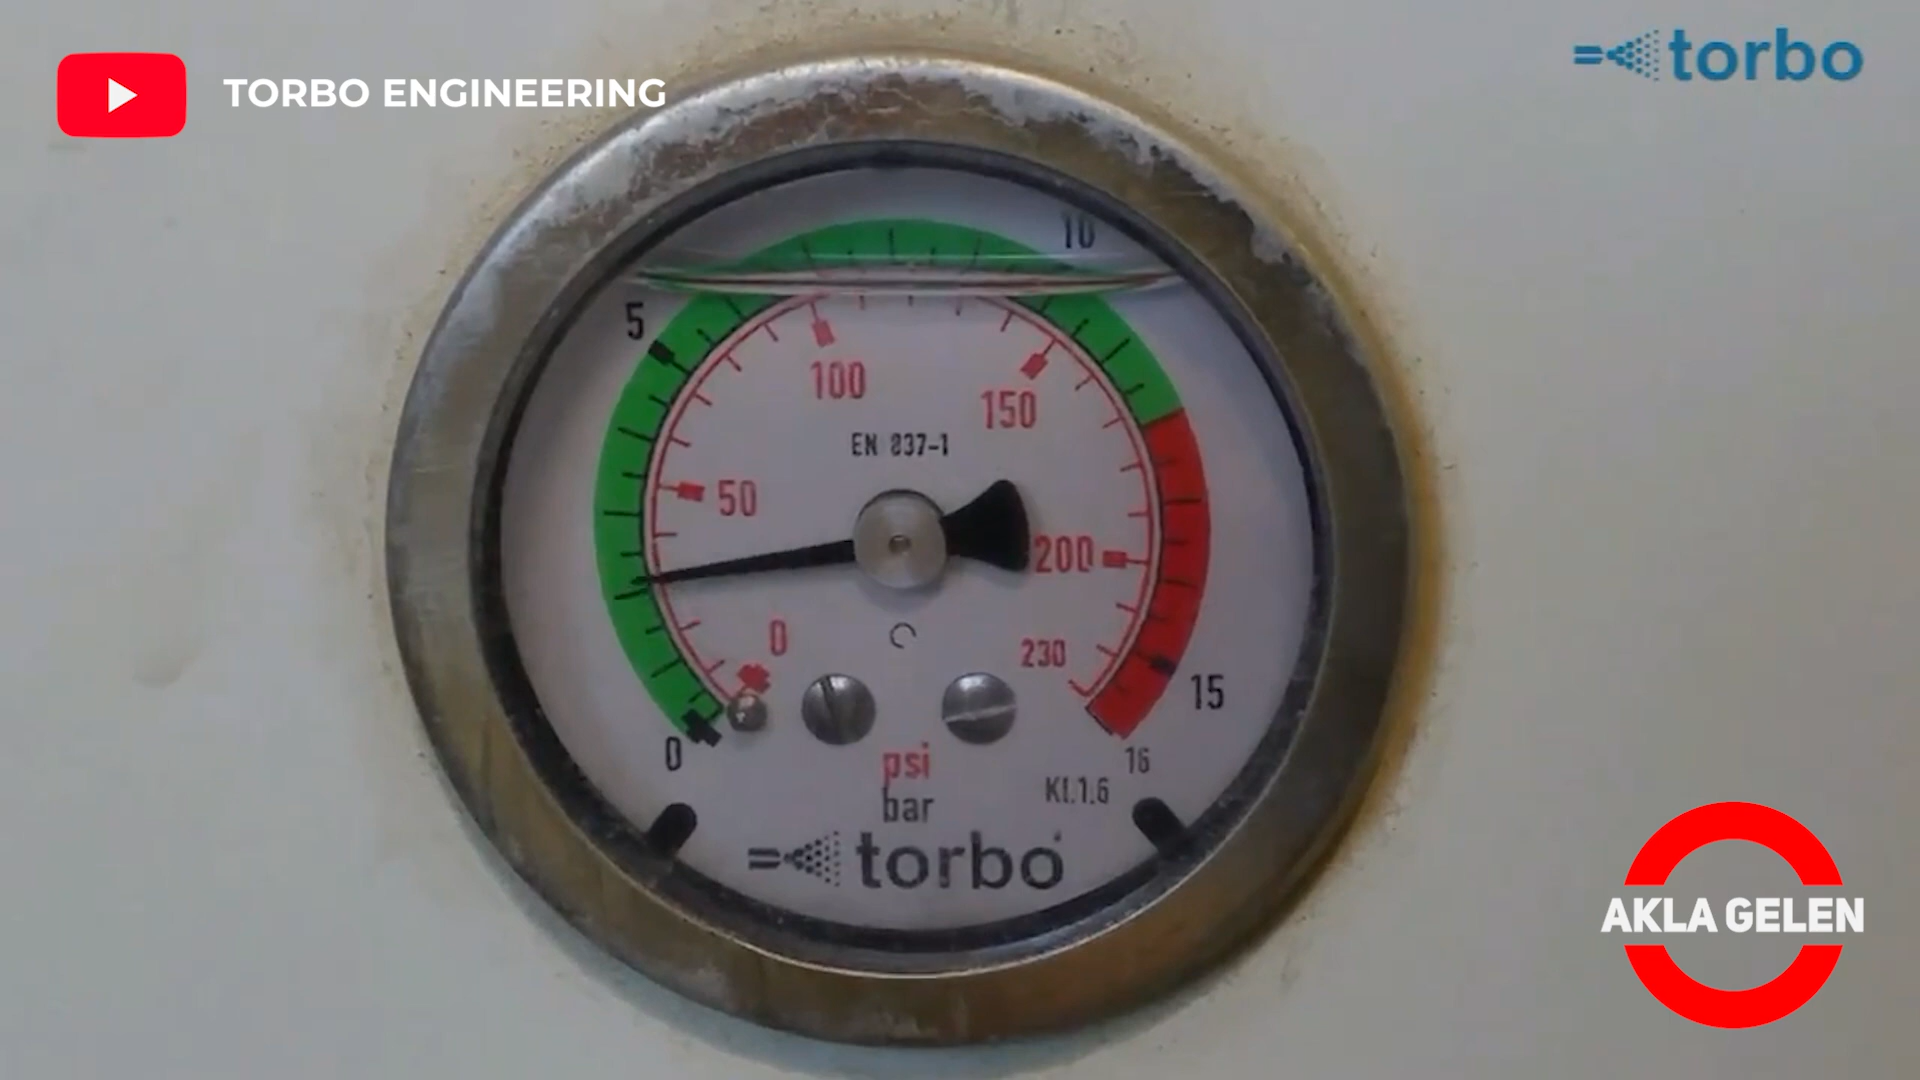 TORBO ENGINEERING
torbo
10
5
100
150
EN 837-1
50
200
0
230
15
0
psi
16
bar
Kl.1.6
torbo
AKLA GELEN